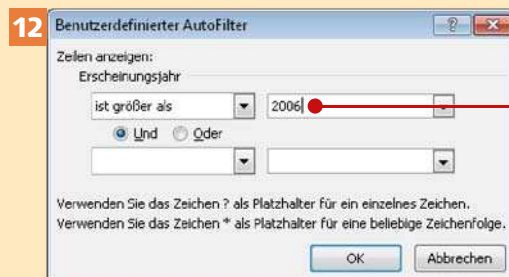 12
Benutzerdefinierter AutoFilter
Zeilen anzeigen:
Erscheinungsjahr
ist größer als 2006
Und Oder
Verwenden Sie das Zeichen ? als Platzhalter für ein einzelnes Zeichen.
Verwenden Sie das Zeichen * als Platzhalter für eine beliebige Zeichenfolge.
OK Abbrechen